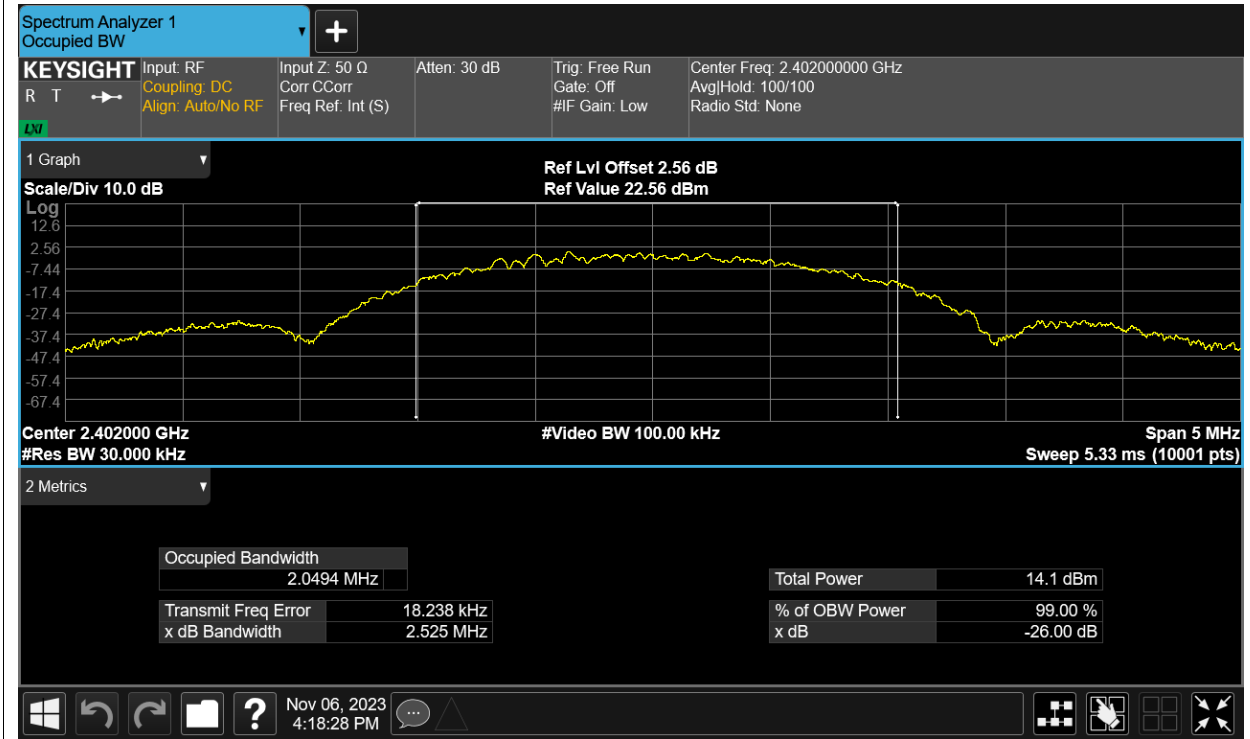 Spectrum Analyzer 1
Occupied BW
KEYSIGHT
R T
LXI
Input: RF
Coupling: DC
Align: Auto/No RF
Input Z: 50 Ω
Corr CCorr
Freq Ref: Int (S)
Atten: 30 dB
Trig: Free Run
Gate: Off
#IF Gain: Low
Center Freq: 2.402000000 GHz
Avg|Hold: 100/100
Radio Std: None
1 Graph
Scale/Div 10.0 dB
Ref Lvl Offset 2.56 dB
Ref Value 22.56 dBm
Log
12.6
2.56
-7.44
-17.4
-27.4
-37.4
-47.4
-57.4
-67.4
Center 2.402000 GHz
#Res BW 30.000 kHz
#Video BW 100.00 kHz
Span 5 MHz
Sweep 5.33 ms (10001 pts)
2 Metrics
Occupied Bandwidth
2.0494 MHz
Transmit Freq Error 18.238 kHz
x dB Bandwidth 2.525 MHz
Total Power 14.1 dBm
% of OBW Power 99.00 %
x dB -26.00 dB
?
Nov 06, 2023
4:18:28 PM